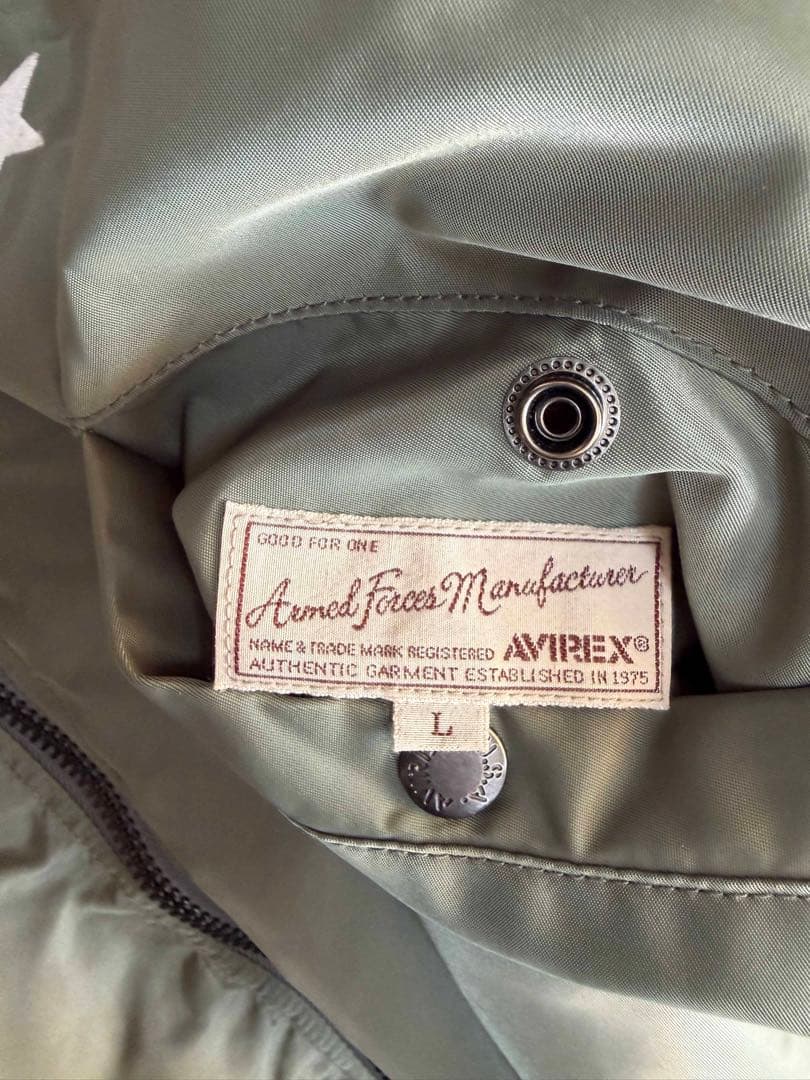 GOOD FOR ONE
Armed Forces Manufacturer
NAME & TRADE MARK REGISTERED AVIREX®
AUTHENTIC GARMENT ESTABLISHED IN 1975
L